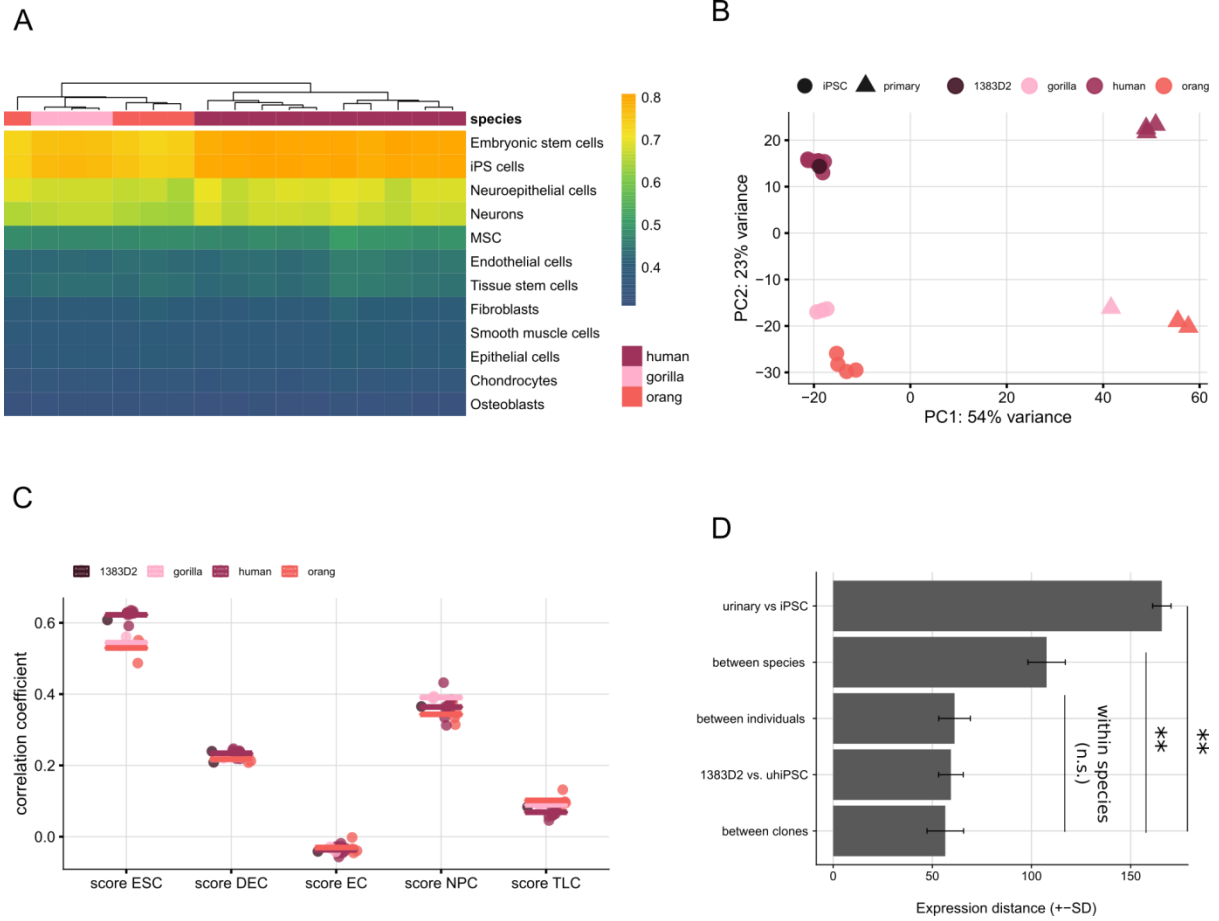 A
0.8
0.7
0.6
0.5
0.4
species
Embryonic stem cells
iPS cells
Neuroepithelial cells
Neurons
MSC
Endothelial cells
Tissue stem cells
Fibroblasts
Smooth muscle cells
Epithelial cells
Chondrocytes
Osteoblasts
human
gorilla
orang
B
iPSC primary 1383D2 gorilla human orang
PC2: 23% variance
20
10
0
−10
−20
−30
−20 0 20 40 60
PC1: 54% variance
C
1383D2 gorilla human orang
correlation coefficient
0.6
0.4
0.2
0.0
score ESC score DEC score EC score NPC score TLC
D
urinary vs iPSC
between species
between individuals
1383D2 vs. uhiPSC
between clones
within species
(n.s.)
**
**
0 50 100 150
Expression distance (+−SD)